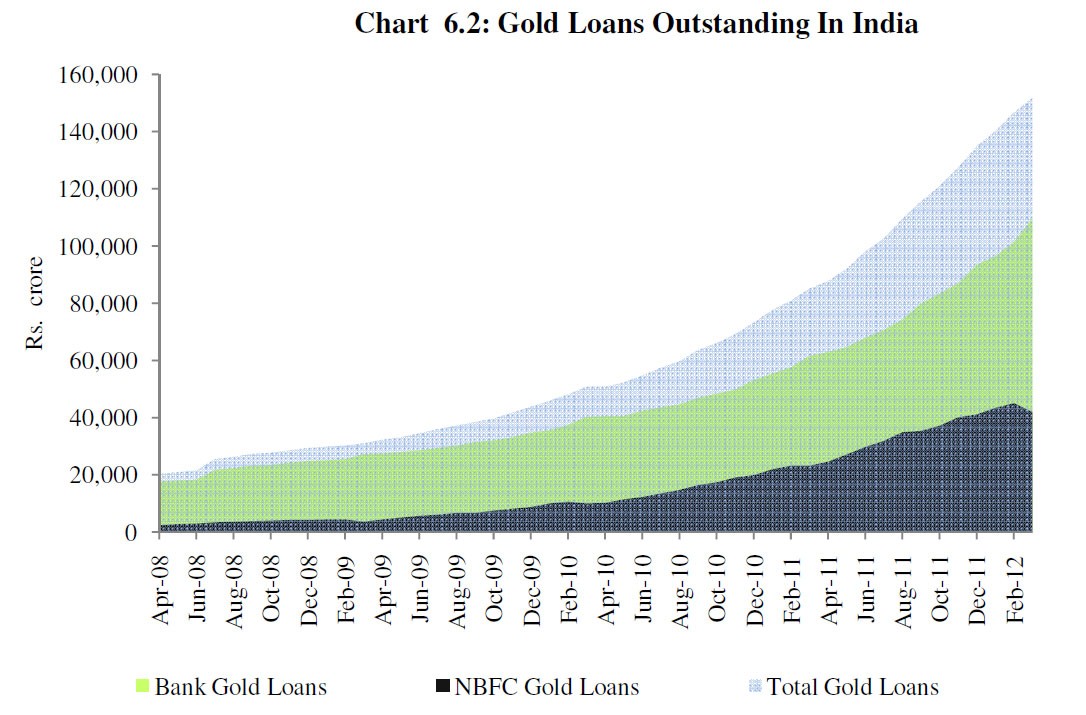 Chart 6.2: Gold Loans Outstanding In India
Rs. crore
160,000
140,000
120,000
100,000
80,000
60,000
40,000
20,000
0
Apr-08
Jun-08
Aug-08
Oct-08
Dec-08
Feb-09
Apr-09
Jun-09
Aug-09
Oct-09
Dec-09
Feb-10
Apr-10
Jun-10
Aug-10
Oct-10
Dec-10
Feb-11
Apr-11
Jun-11
Aug-11
Oct-11
Dec-11
Feb-12
Bank Gold Loans
NBFC Gold Loans
Total Gold Loans